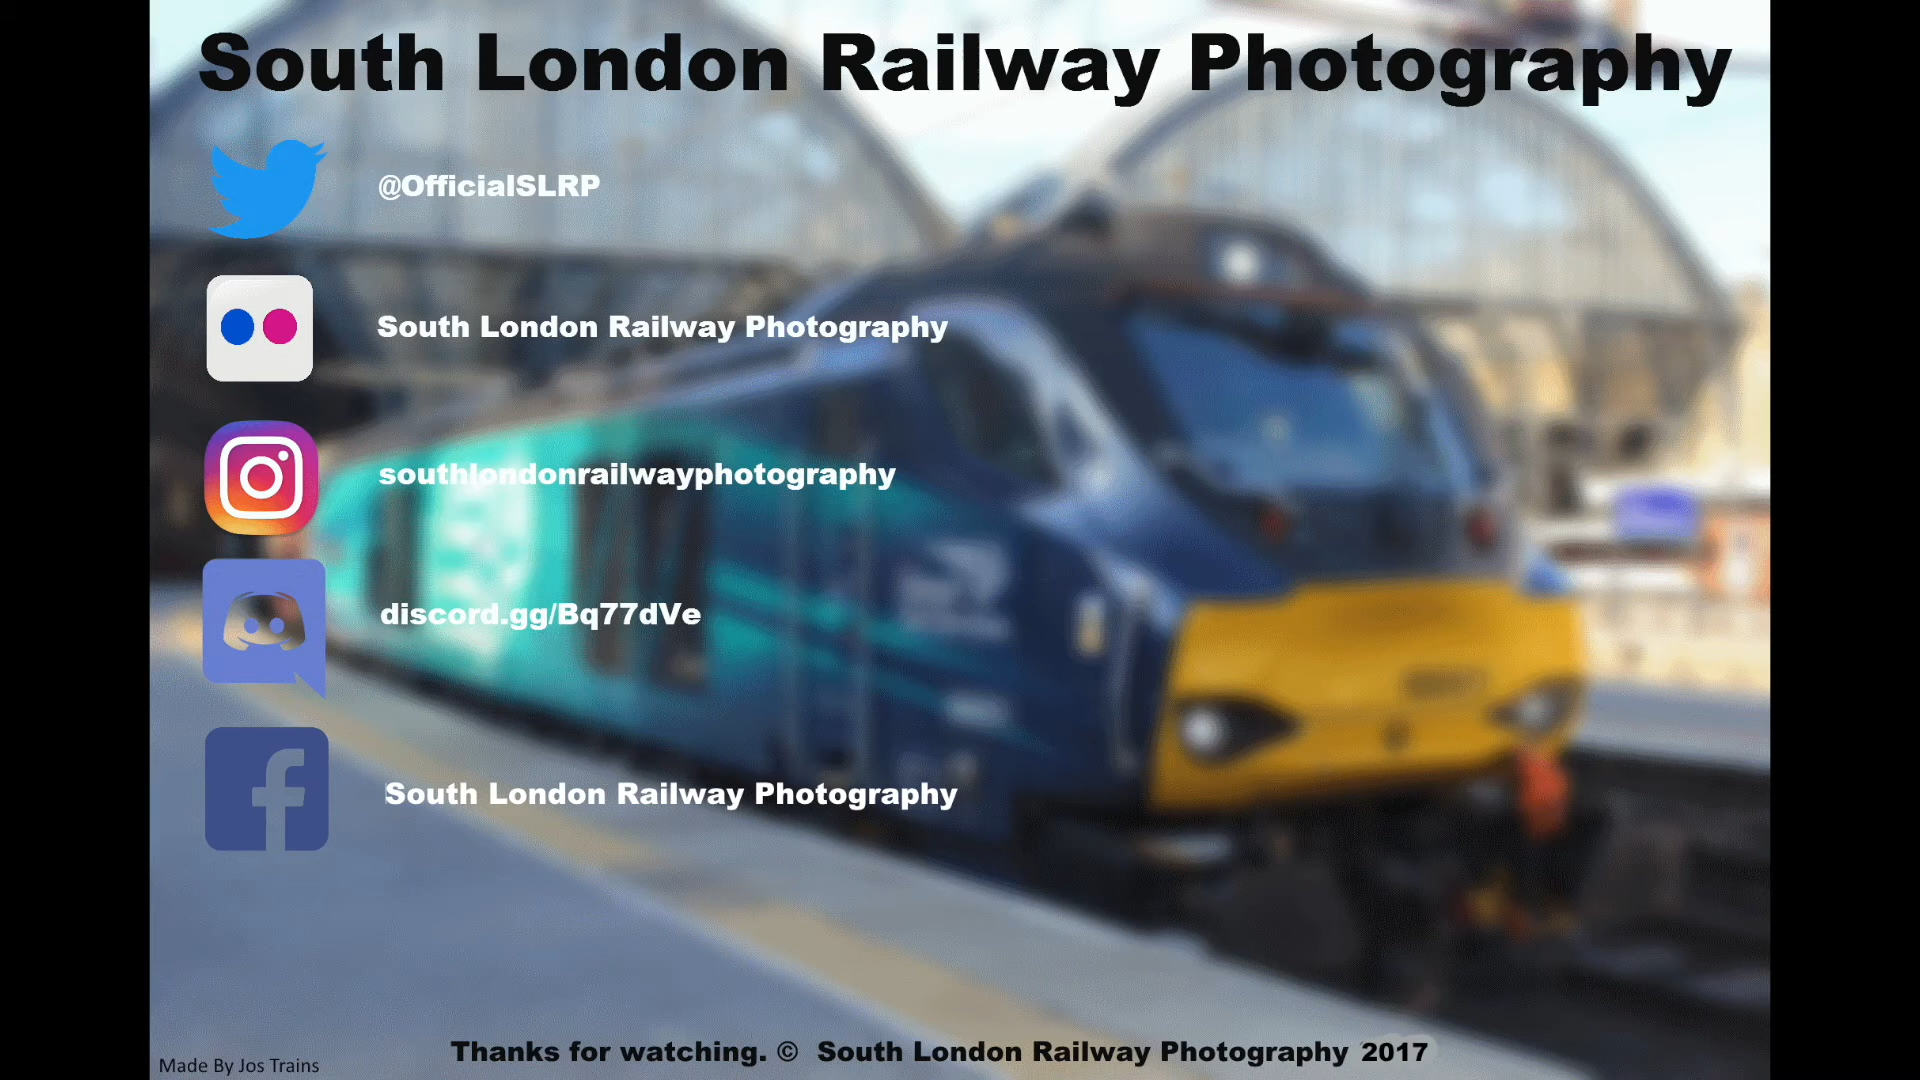 South London Railway Photography
@OfficialSLRP
South London Railway Photography
southlondonrailwayphotography
discord.gg/Bq77dVe
South London Railway Photography
Thanks for watching. © South London Railway Photography 2017
Made By Jos Trains